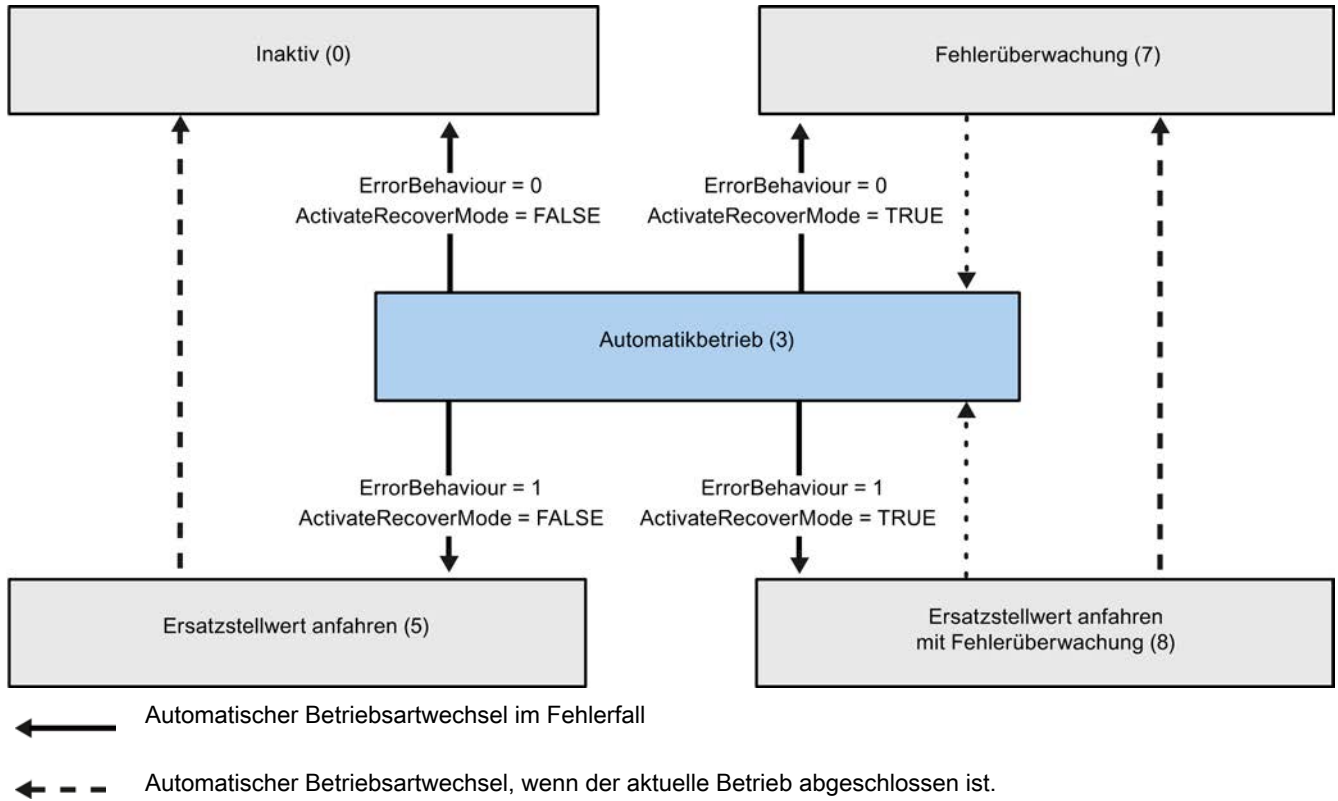 Inaktiv (0)
Fehlerüberwachung (7)
ErrorBehaviour = 0
ActivateRecoverMode = FALSE
ErrorBehaviour = 0
ActivateRecoverMode = TRUE
Automatikbetrieb (3)
ErrorBehaviour = 1
ActivateRecoverMode = FALSE
ErrorBehaviour = 1
ActivateRecoverMode = TRUE
Ersatzstellwert anfahren (5)
Ersatzstellwert anfahren
mit Fehlerüberwachung (8)
Automatischer Betriebsartwechsel im Fehlerfall
Automatischer Betriebsartwechsel, wenn der aktuelle Betrieb abgeschlossen ist.